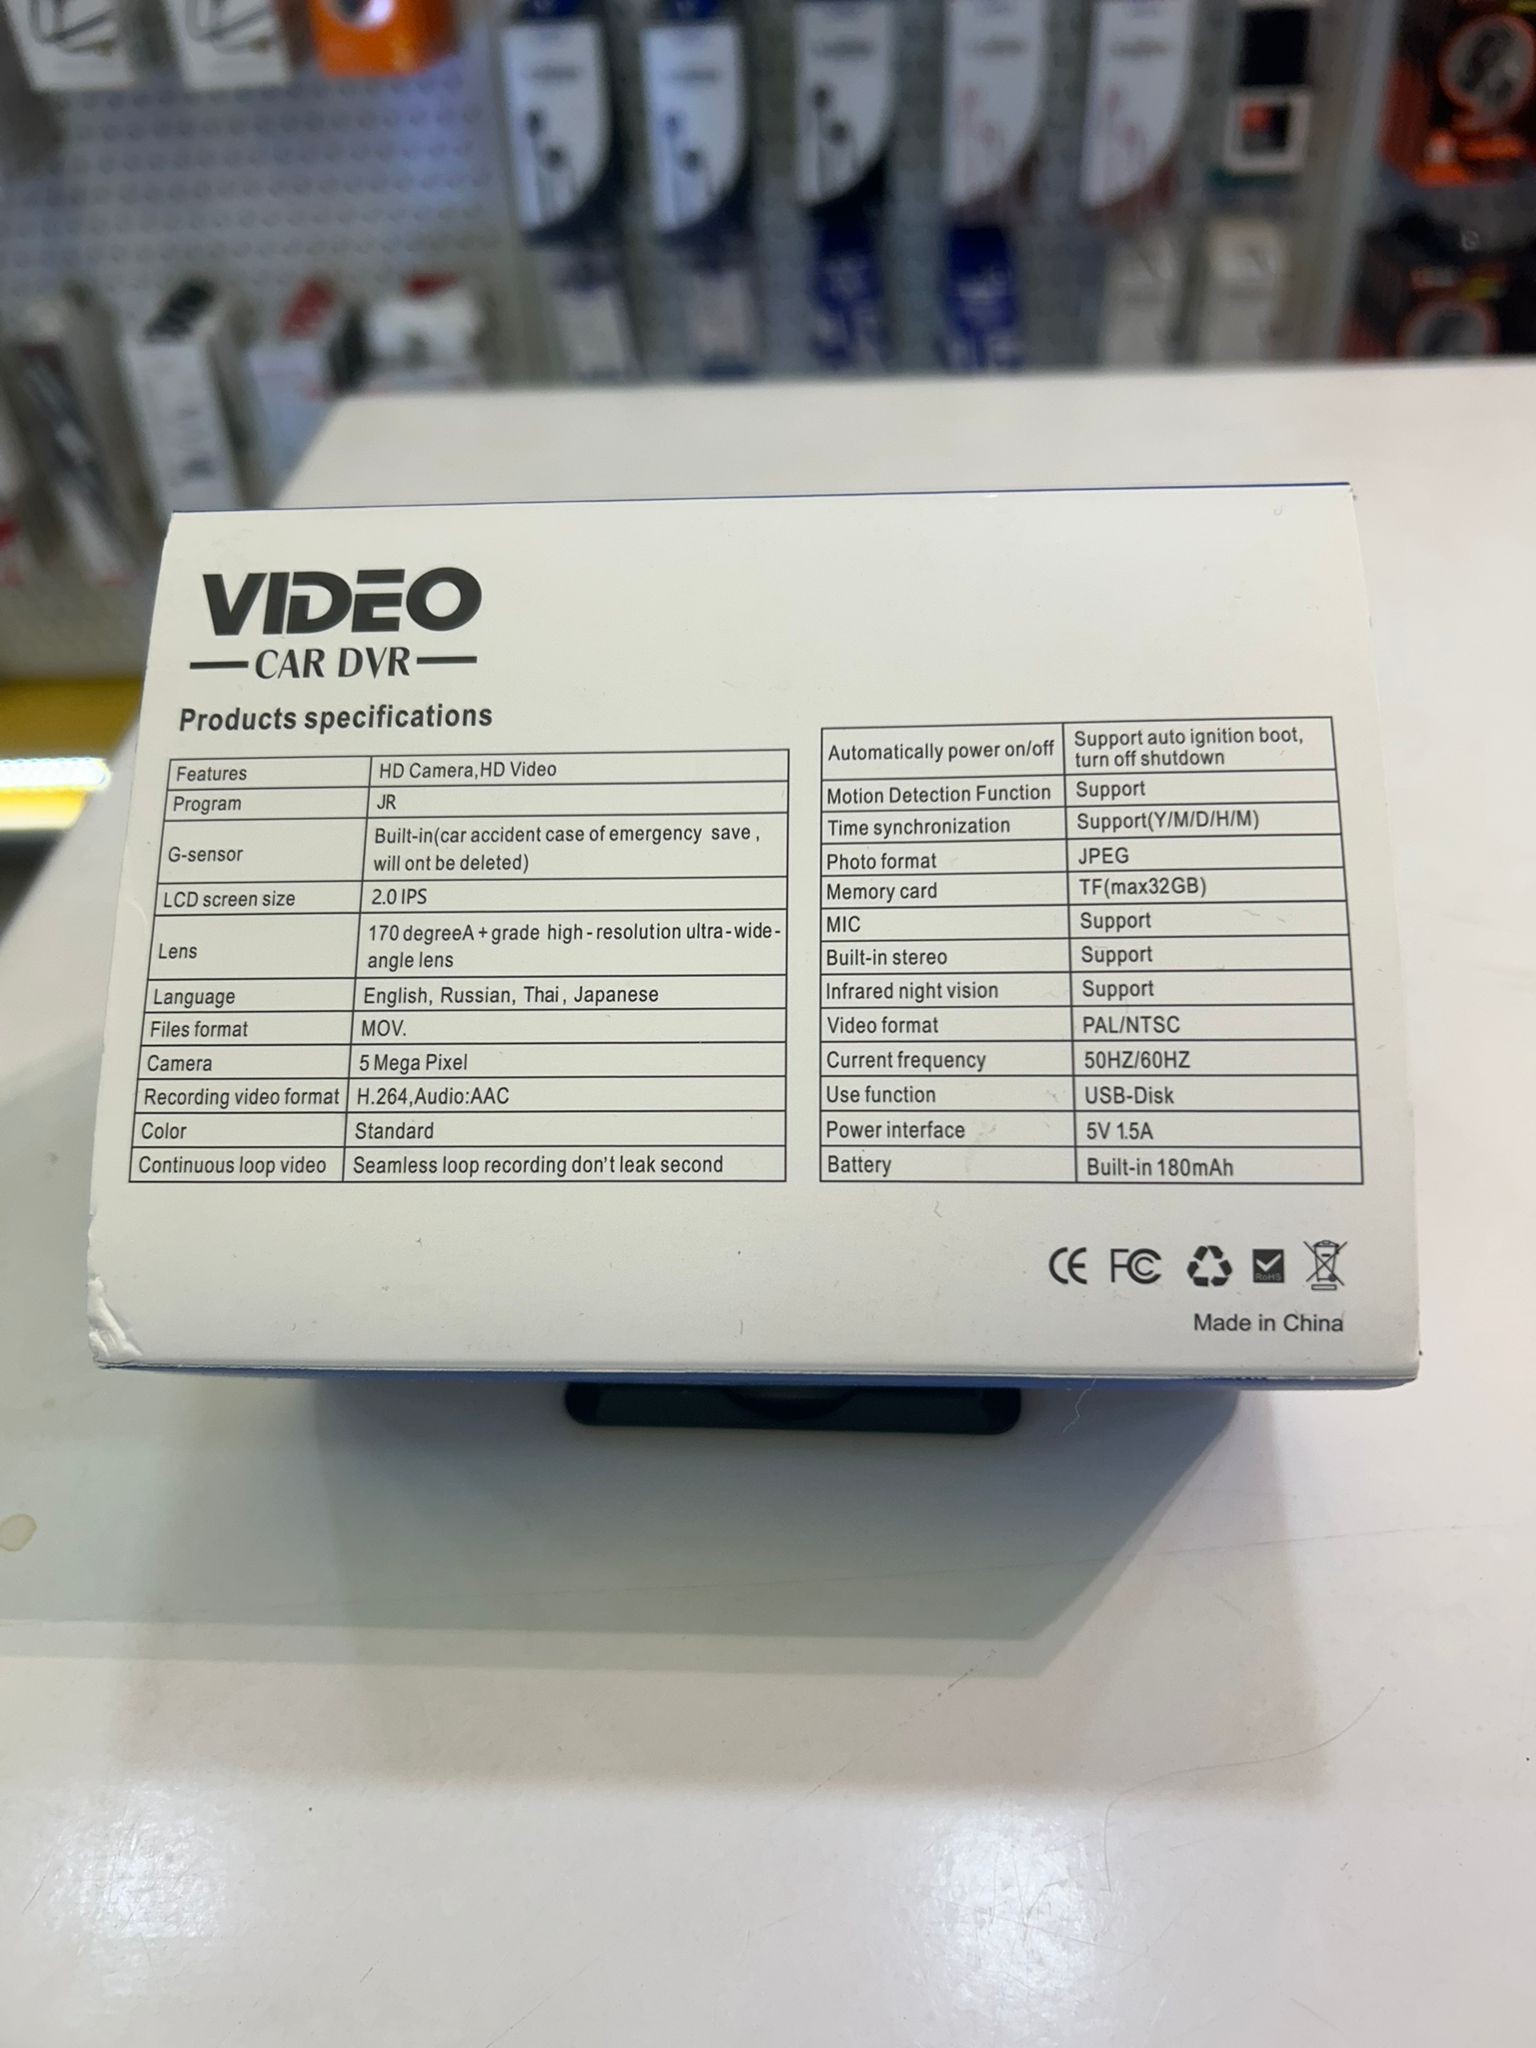 VIDEO
CAR DVR
Products specifications
Features HD Camera,HD Video
Program JR
G-sensor Built-in(car accident case of emergency save ,
will ont be deleted)
LCD screen size 2.0 IPS
Lens 170 degreeA+grade high-resolution ultra-wide-
angle lens
Language English, Russian, Thai, Japanese
Files format MOV.
Camera 5 Mega Pixel
Recording video format H.264,Audio:AAC
Color Standard
Continuous loop video Seamless loop recording don't leak second
Automatically power on/off Support auto ignition boot,
turn off shutdown
Motion Detection Function Support
Time synchronization Support(Y/M/D/H/M)
Photo format JPEG
Memory card TF(max32GB)
MIC Support
Built-in stereo Support
Infrared night vision Support
Video format PAL/NTSC
Current frequency 50HZ/60HZ
Use function USB-Disk
Power interface 5V 1.5A
Battery Built-in 180mAh
CE FC RoHS
Made in China